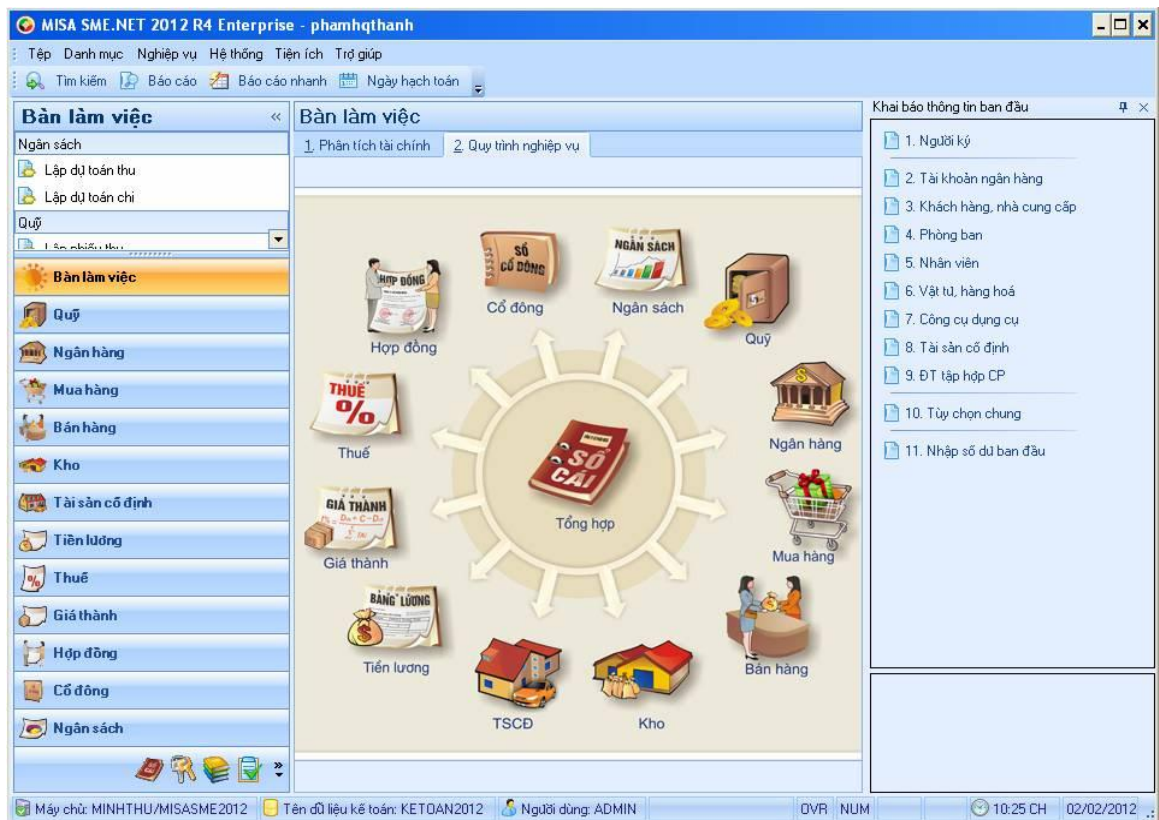 MISA SME.NET 2012 R4 Enterprise - phamhqthanh
Tệp Danh mục Nghiệp vụ Hệ thống Tiện ích Trợ giúp
Tìm kiếm Báo cáo Báo cáo nhanh Ngày hạch toán
Bàn làm việc «
Ngân sách
Lập dự toán thu
Lập dự toán chi
Quỹ
Lập phiếu thu
Bàn làm việc
Quỹ
Ngân hàng
Mua hàng
Bán hàng
Kho
Tài sản cố định
Tiền lương
Thuế
Giá thành
Hợp đồng
Cổ đông
Ngân sách
Bàn làm việc
1. Phân tích tài chính 2. Quy trình nghiệp vụ
SỔ CỔ ĐÔNG
Cổ đông
NGÂN SÁCH
Ngân sách
Quỹ
HỢP ĐỒNG
Hợp đồng
Ngân hàng
THUẾ
%
Thuế
SỔ CÁI
Tổng hợp
Mua hàng
GIÁ THÀNH
Giá thành
Bán hàng
BẢNG LƯƠNG
Tiền lương
TSCĐ
Kho
Khai báo thông tin ban đầu
1. Người ký
2. Tài khoản ngân hàng
3. Khách hàng, nhà cung cấp
4. Phòng ban
5. Nhân viên
6. Vật tư, hàng hoá
7. Công cụ dụng cụ
8. Tài sản cố định
9. ĐT tập hợp CP
10. Tùy chọn chung
11. Nhập số dư ban đầu
Máy chủ: MINHTHU/MISASME2012 Tên dữ liệu kế toán: KETOAN2012 Người dùng: ADMIN OVR NUM 10:25 CH 02/02/2012